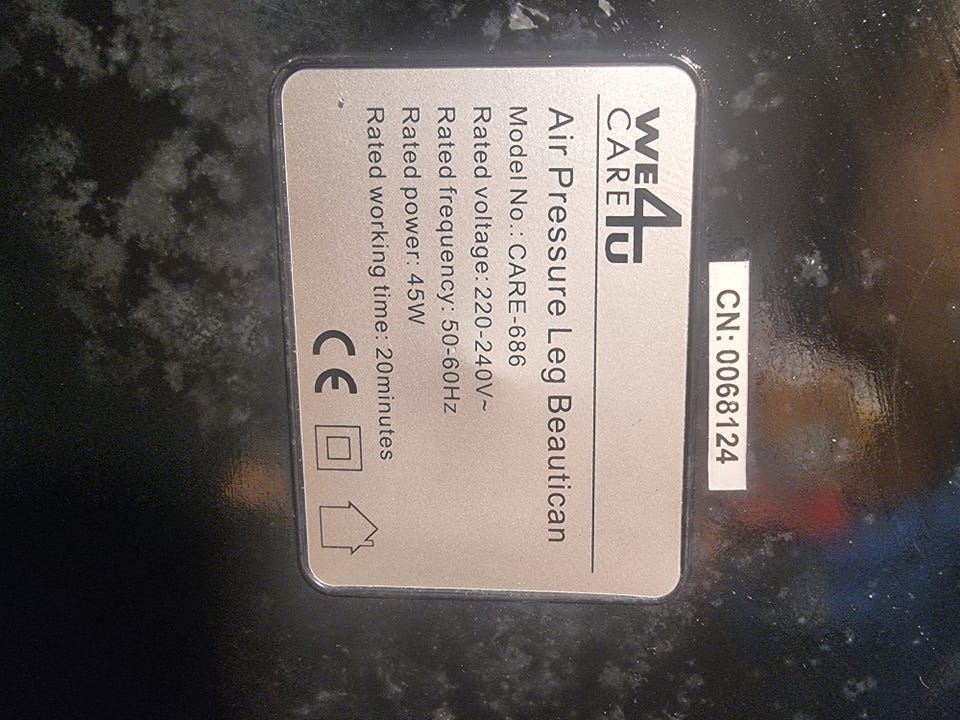 CN: 0068124
WE4U
CARE
Air Pressure Leg Beautican
Model No.: CARE-686
Rated voltage: 220-240V~
Rated frequency: 50-60Hz
Rated power: 45W
Rated working time: 20minutes
CE